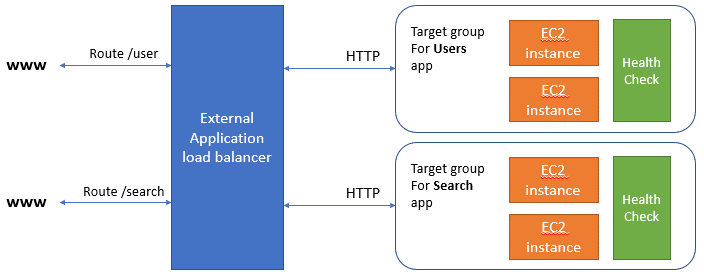 www
Route /user
External
Application
load balancer
HTTP
Target group
For Users
app
EC2
instance
EC2
instance
Health
Check
www
Route /search
HTTP
Target group
For Search
app
EC2
instance
EC2
instance
Health
Check